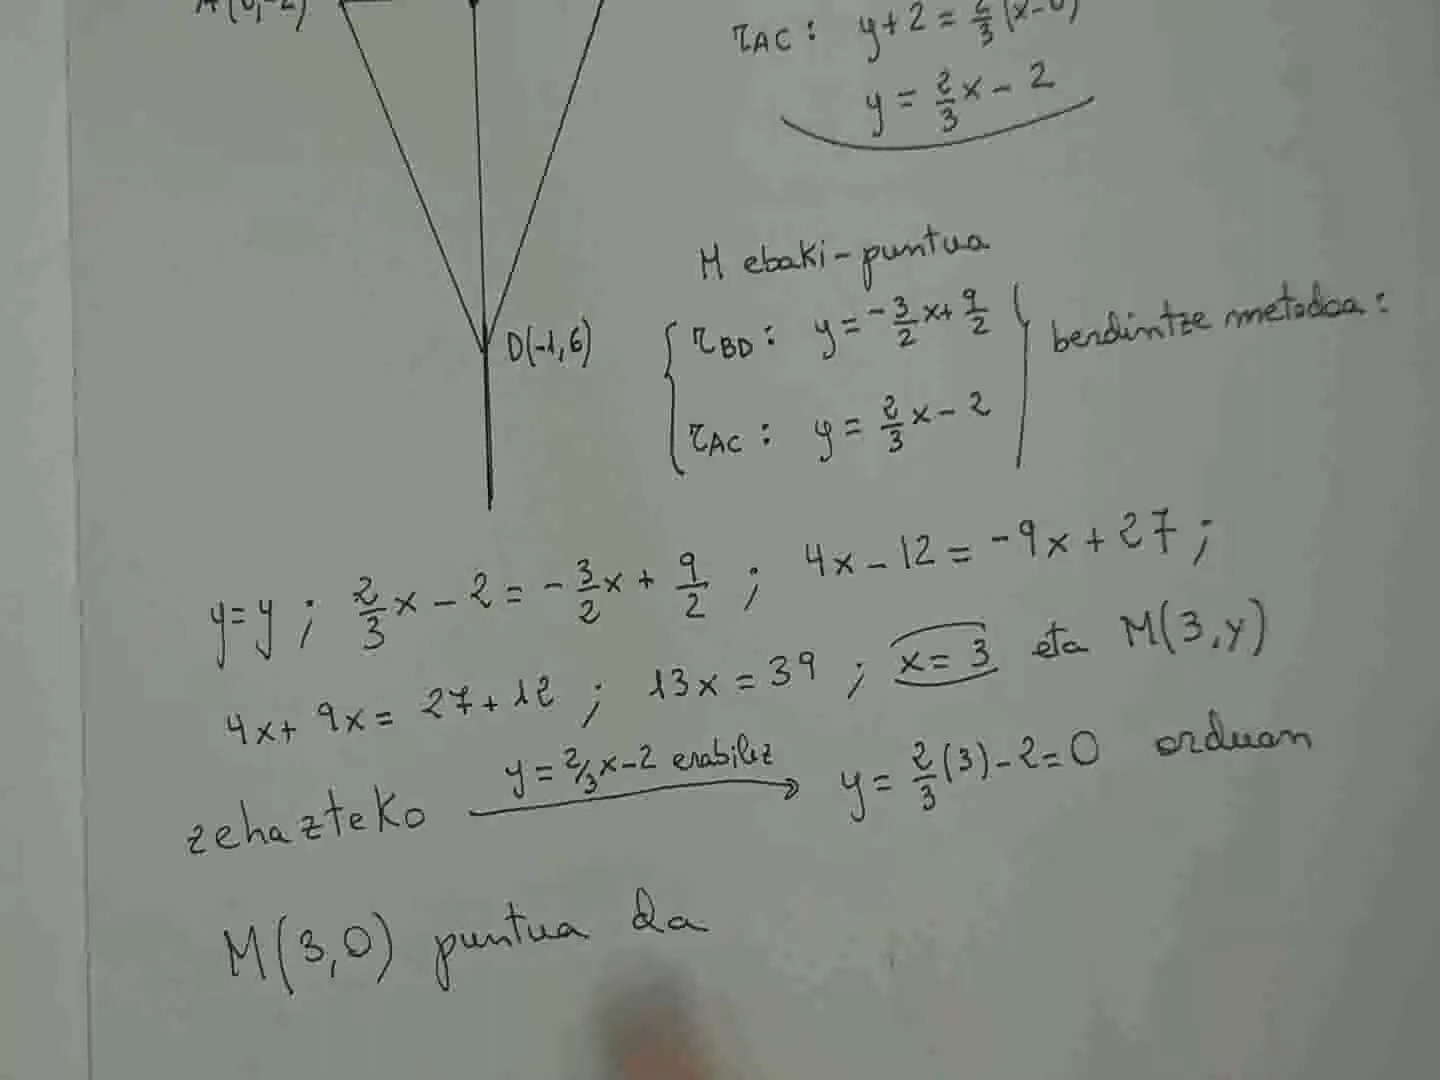 A(0,-2)
r_AC : y+2 = 2/3 (x-0)
y = 2/3 x - 2
M ebaki-puntua
D(-1,6)
r_BD : y = -3/2 x + 9/2
berdintze metodoa :
r_AC : y = 2/3 x - 2
y=y ; 2/3 x - 2 = - 3/2 x + 9/2 ; 4x - 12 = -9x + 27 ;
4x + 9x = 27 + 12 ; 13x = 39 ; x = 3 eta M(3,y)
zehazteko y = 2/3 x - 2 erabiliz → y = 2/3 (3) - 2 = 0 orduan
M(3,0) puntua da